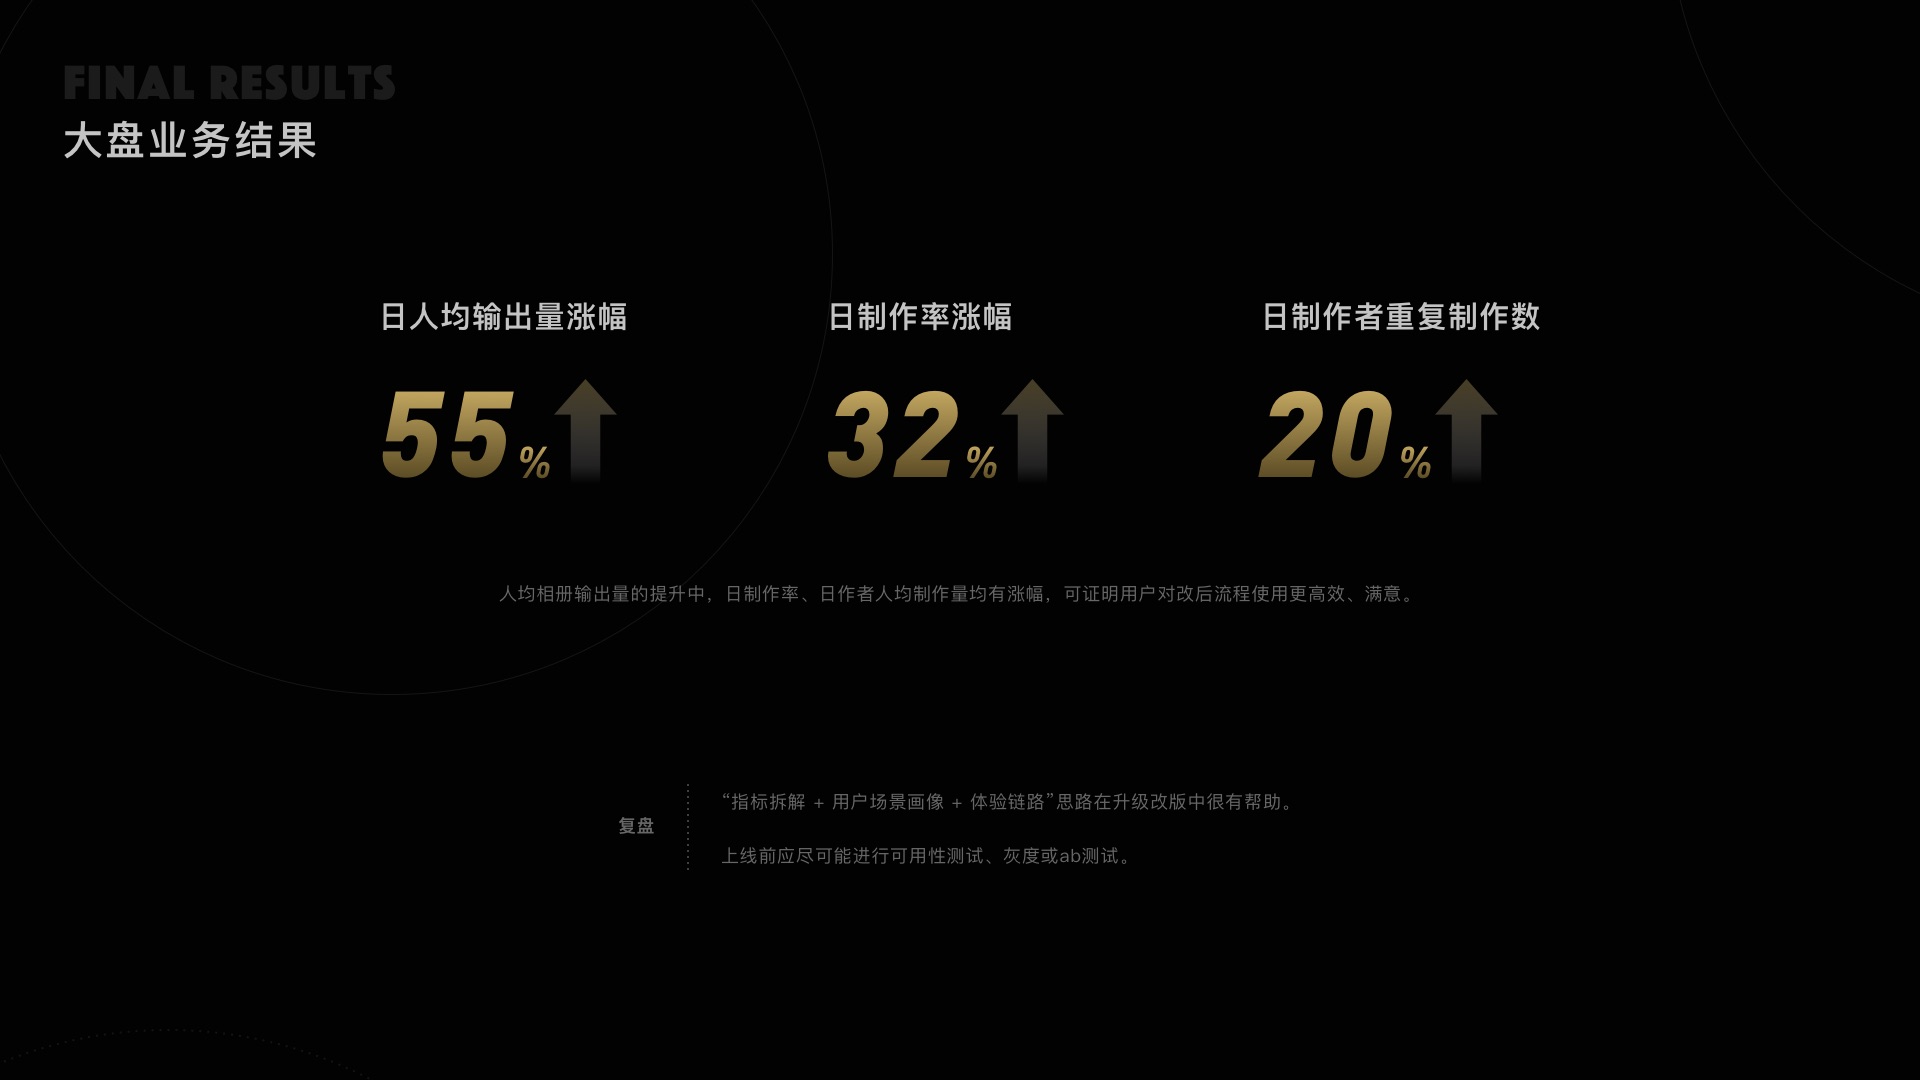 FINAL RESULTS
大盘业务结果
日人均输出量涨幅
55%
日制作率涨幅
32%
日制作者重复制作数
20%
人均相册输出量的提升中，日制作率、日作者人均制作量均有涨幅，可证明用户对改后流程使用更高效、满意。
复盘
“指标拆解 + 用户场景画像 + 体验链路”思路在升级改版中很有帮助。
上线前应尽可能进行可用性测试、灰度或ab测试。